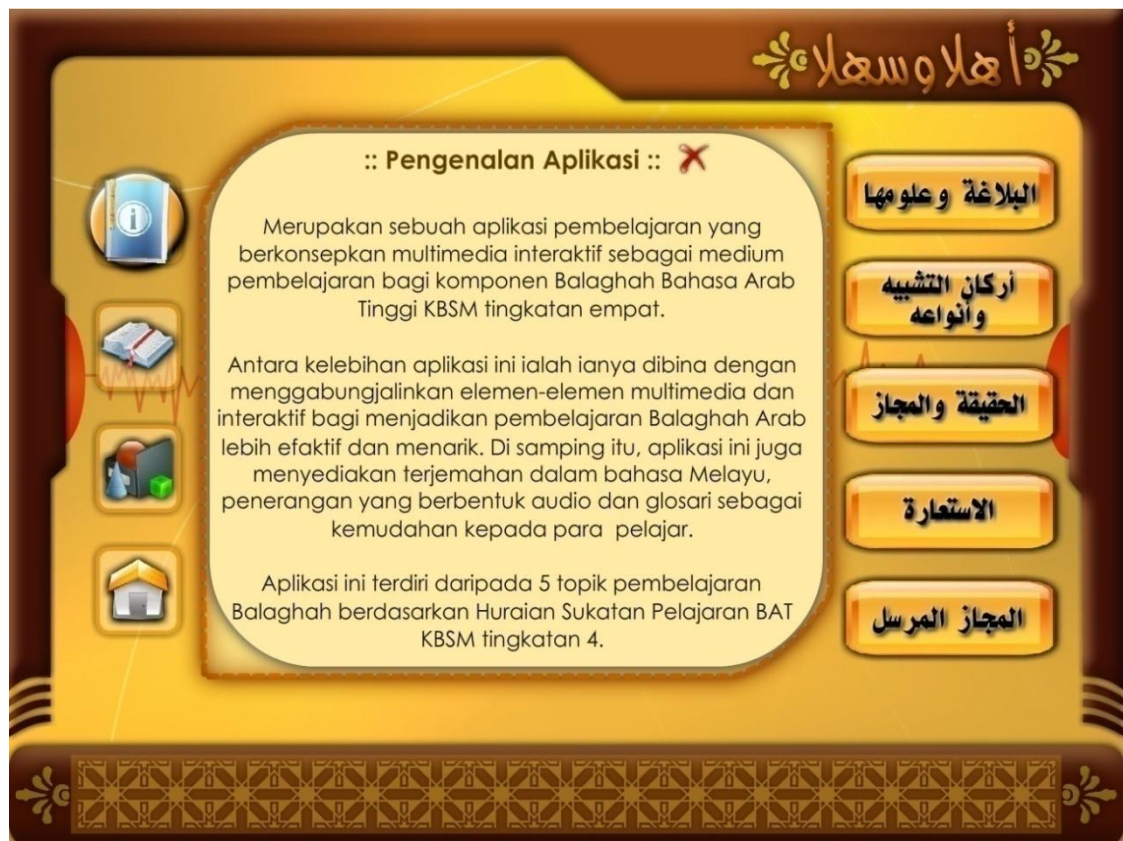 أهلا وسهلا
:: Pengenalan Aplikasi ::
Merupakan sebuah aplikasi pembelajaran yang
berkonsepkan multimedia interaktif sebagai medium
pembelajaran bagi komponen Balaghah Bahasa Arab
Tinggi KBSM tingkatan empat.
Antara kelebihan aplikasi ini ialah ianya dibina dengan
menggabungjalinkan elemen-elemen multimedia dan
interaktif bagi menjadikan pembelajaran Balaghah Arab
lebih efaktif dan menarik. Di samping itu, aplikasi ini juga
menyediakan terjemahan dalam bahasa Melayu,
penerangan yang berbentuk audio dan glosari sebagai
kemudahan kepada para pelajar.
Aplikasi ini terdiri daripada 5 topik pembelajaran
Balaghah berdasarkan Huraian Sukatan Pelajaran BAT
KBSM tingkatan 4.
البلاغة وعلومها
أركان التشبيه
وأنواعه
الحقيقة والمجاز
الاستعارة
المجاز المرسل